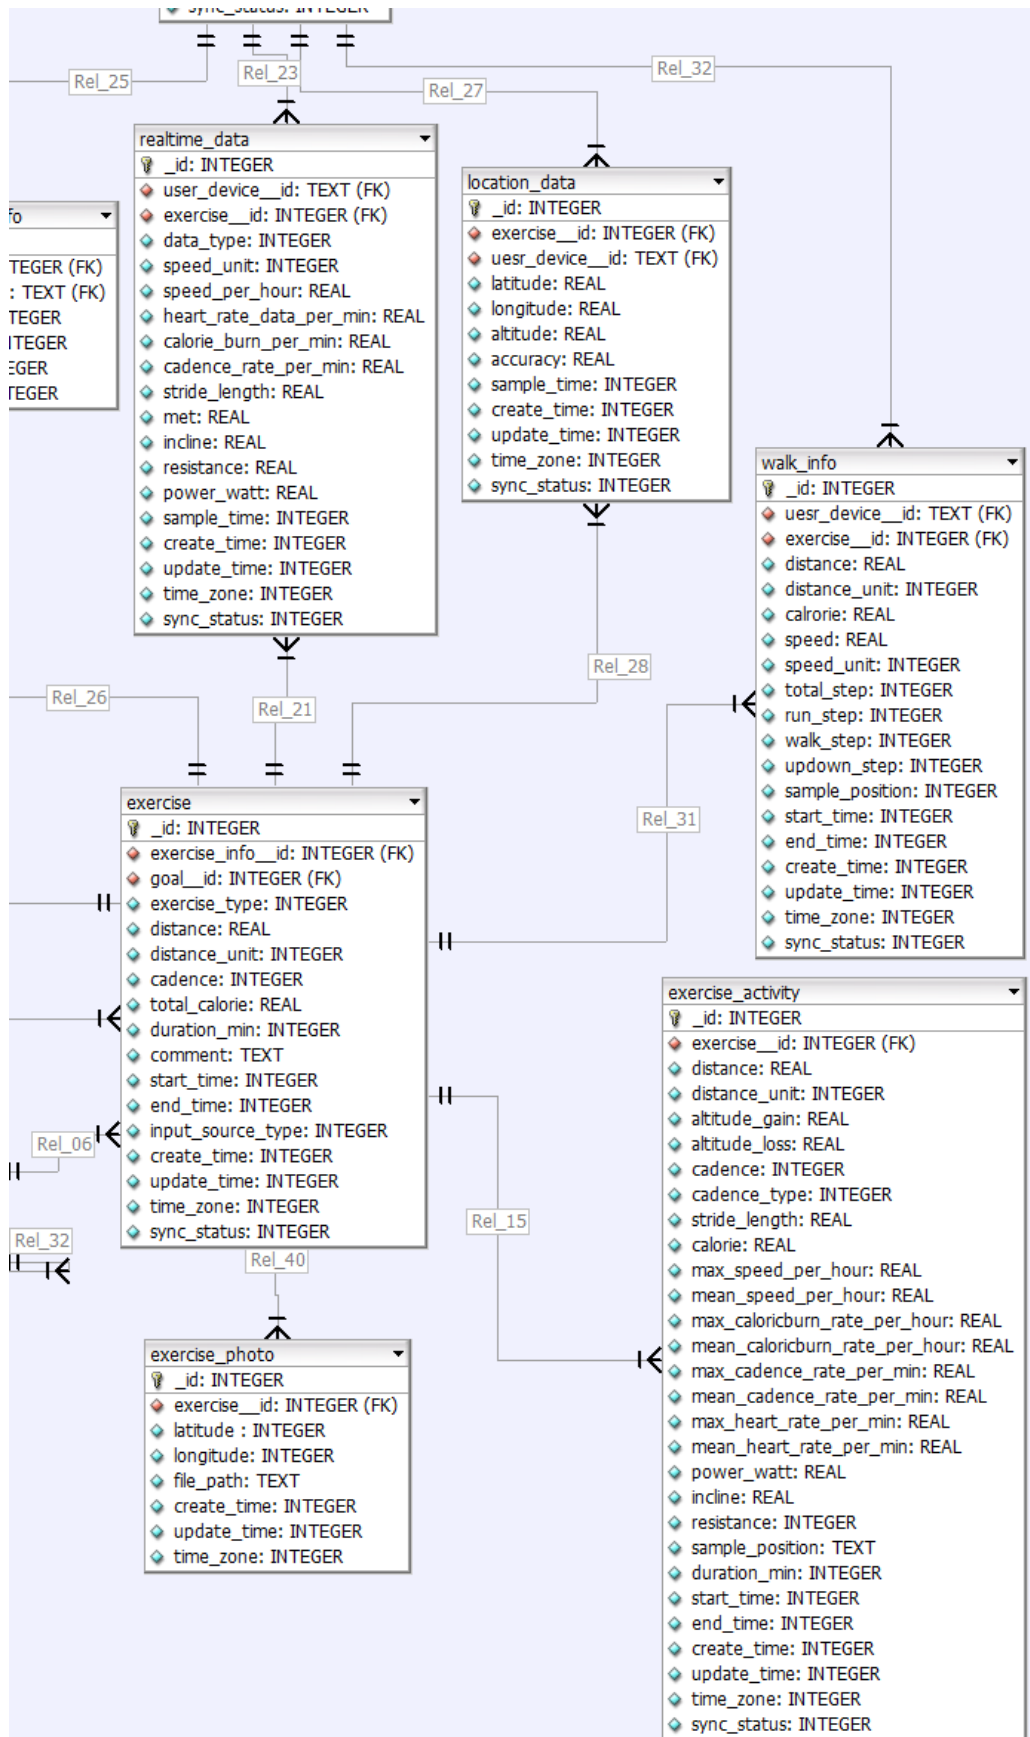 sync_status: INTEGER
Rel_25
Rel_23
Rel_27
Rel_32
realtime_data
_id: INTEGER
user_device__id: TEXT (FK)
exercise__id: INTEGER (FK)
data_type: INTEGER
speed_unit: INTEGER
speed_per_hour: REAL
heart_rate_data_per_min: REAL
calorie_burn_per_min: REAL
cadence_rate_per_min: REAL
stride_length: REAL
met: REAL
incline: REAL
resistance: REAL
power_watt: REAL
sample_time: INTEGER
create_time: INTEGER
update_time: INTEGER
time_zone: INTEGER
sync_status: INTEGER
location_data
_id: INTEGER
exercise__id: INTEGER (FK)
uesr_device__id: TEXT (FK)
latitude: REAL
longitude: REAL
altitude: REAL
accuracy: REAL
sample_time: INTEGER
create_time: INTEGER
update_time: INTEGER
time_zone: INTEGER
sync_status: INTEGER
fo
TEGER (FK)
: TEXT (FK)
TEGER
ITEGER
EGER
TEGER
walk_info
_id: INTEGER
uesr_device__id: TEXT (FK)
exercise__id: INTEGER (FK)
distance: REAL
distance_unit: INTEGER
calrorie: REAL
speed: REAL
speed_unit: INTEGER
total_step: INTEGER
run_step: INTEGER
walk_step: INTEGER
updown_step: INTEGER
sample_position: INTEGER
start_time: INTEGER
end_time: INTEGER
create_time: INTEGER
update_time: INTEGER
time_zone: INTEGER
sync_status: INTEGER
Rel_28
Rel_26
Rel_21
Rel_31
exercise
_id: INTEGER
exercise_info__id: INTEGER (FK)
goal__id: INTEGER (FK)
exercise_type: INTEGER
distance: REAL
distance_unit: INTEGER
cadence: INTEGER
total_calorie: REAL
duration_min: INTEGER
comment: TEXT
start_time: INTEGER
end_time: INTEGER
input_source_type: INTEGER
create_time: INTEGER
update_time: INTEGER
time_zone: INTEGER
sync_status: INTEGER
Rel_06
Rel_32
Rel_40
Rel_15
exercise_photo
_id: INTEGER
exercise__id: INTEGER (FK)
latitude : INTEGER
longitude: INTEGER
file_path: TEXT
create_time: INTEGER
update_time: INTEGER
time_zone: INTEGER
exercise_activity
_id: INTEGER
exercise__id: INTEGER (FK)
distance: REAL
distance_unit: INTEGER
altitude_gain: REAL
altitude_loss: REAL
cadence: INTEGER
cadence_type: INTEGER
stride_length: REAL
calorie: REAL
max_speed_per_hour: REAL
mean_speed_per_hour: REAL
max_caloricburn_rate_per_hour: REAL
mean_caloricburn_rate_per_hour: REAL
max_cadence_rate_per_min: REAL
mean_cadence_rate_per_min: REAL
max_heart_rate_per_min: REAL
mean_heart_rate_per_min: REAL
power_watt: REAL
incline: REAL
resistance: INTEGER
sample_position: TEXT
duration_min: INTEGER
start_time: INTEGER
end_time: INTEGER
create_time: INTEGER
update_time: INTEGER
time_zone: INTEGER
sync_status: INTEGER